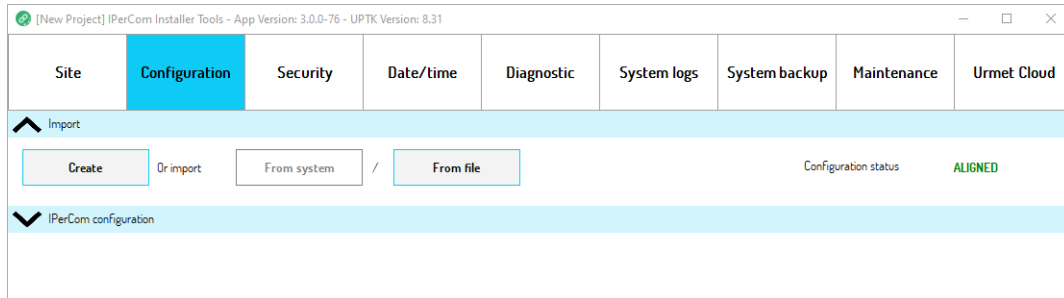 [New Project] IPerCom Installer Tools - App Version: 3.0.0-76 - UPTK Version: 8.31
Site Configuration Security Date/time Diagnostic System logs System backup Maintenance Urmet Cloud
Import
Create Or import From system / From file Configuration status ALIGNED
IPerCom configuration